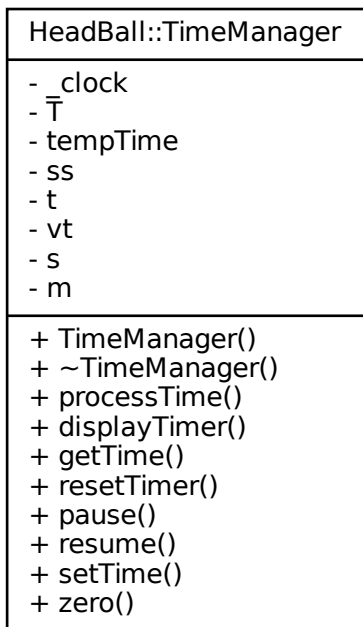 HeadBall::TimeManager
- _clock
- T
- tempTime
- ss
- t
- vt
- s
- m
+ TimeManager()
+ ~TimeManager()
+ processTime()
+ displayTimer()
+ getTime()
+ resetTimer()
+ pause()
+ resume()
+ setTime()
+ zero()